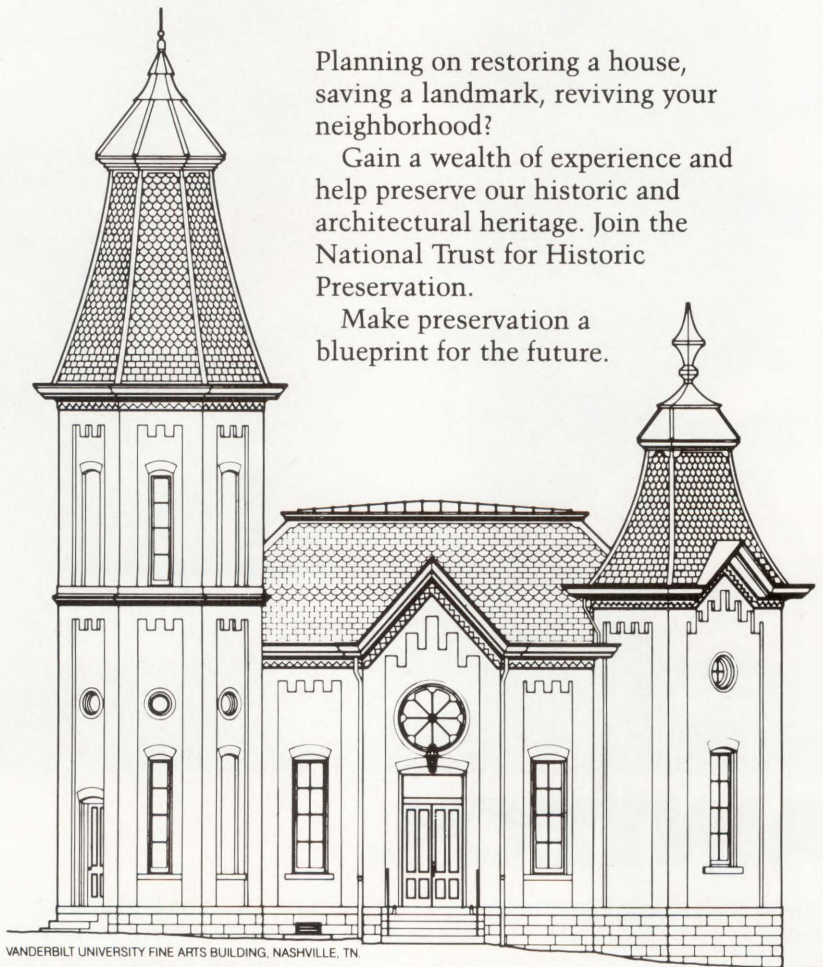 Planning on restoring a house,
saving a landmark, reviving your
neighborhood?
Gain a wealth of experience and
help preserve our historic and
architectural heritage. Join the
National Trust for Historic
Preservation.
Make preservation a
blueprint for the future.
VANDERBILT UNIVERSITY FINE ARTS BUILDING, NASHVILLE, TN.